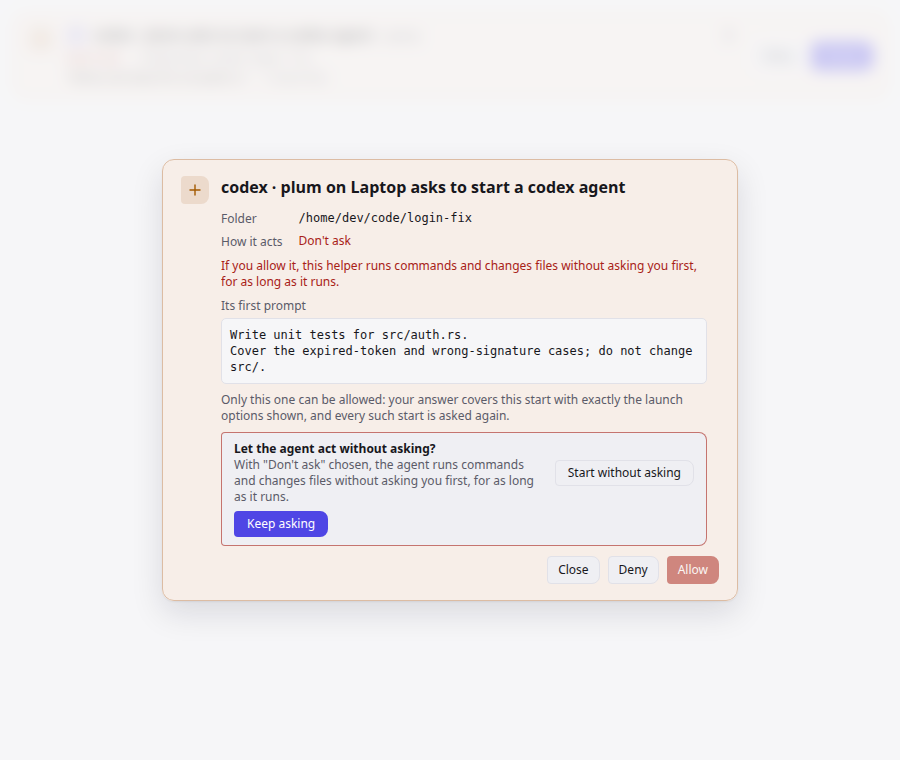 codex · plum on Laptop asks to start a codex agent
Folder /home/dev/code/login-fix
How it acts Don't ask
If you allow it, this helper runs commands and changes files without asking you first,
for as long as it runs.
Its first prompt
Write unit tests for src/auth.rs.
Cover the expired-token and wrong-signature cases; do not change
src/.
Only this one can be allowed: your answer covers this start with exactly the launch
options shown, and every such start is asked again.
Let the agent act without asking?
With "Don't ask" chosen, the agent runs commands
and changes files without asking you first, for as long
as it runs.
Start without asking
Keep asking
Close Deny Allow